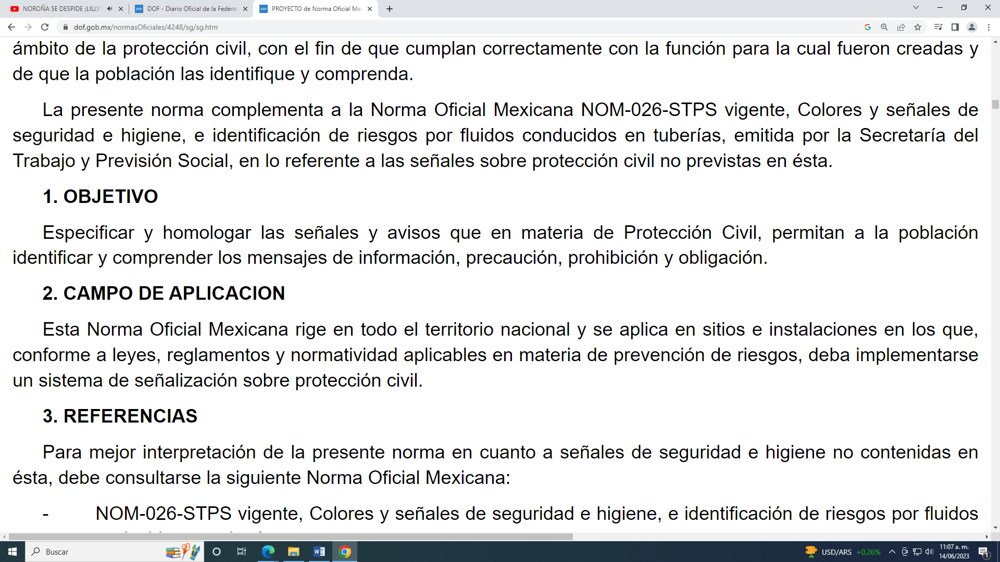 NOROÑA SE DESPIDE ¡LILLY
DOF - Diario Oficial de la Federac
PROYECTO de Norma Oficial Me
dof.gob.mx/normasOficiales/4248/sg/sg.htm
ámbito de la protección civil, con el fin de que cumplan correctamente con la función para la cual fueron creadas y
de que la población las identifique y comprenda.
La presente norma complementa a la Norma Oficial Mexicana NOM-026-STPS vigente, Colores y señales de
seguridad e higiene, e identificación de riesgos por fluidos conducidos en tuberías, emitida por la Secretaría del
Trabajo y Previsión Social, en lo referente a las señales sobre protección civil no previstas en ésta.
1. OBJETIVO
Especificar y homologar las señales y avisos que en materia de Protección Civil, permitan a la población
identificar y comprender los mensajes de información, precaución, prohibición y obligación.
2. CAMPO DE APLICACION
Esta Norma Oficial Mexicana rige en todo el territorio nacional y se aplica en sitios e instalaciones en los que,
conforme a leyes, reglamentos y normatividad aplicables en materia de prevención de riesgos, deba implementarse
un sistema de señalización sobre protección civil.
3. REFERENCIAS
Para mejor interpretación de la presente norma en cuanto a señales de seguridad e higiene no contenidas en
ésta, debe consultarse la siguiente Norma Oficial Mexicana:
- NOM-026-STPS vigente, Colores y señales de seguridad e higiene, e identificación de riesgos por fluidos
Buscar
USD/ARS +0.26%
11:07 a. m.
14/06/2023
1